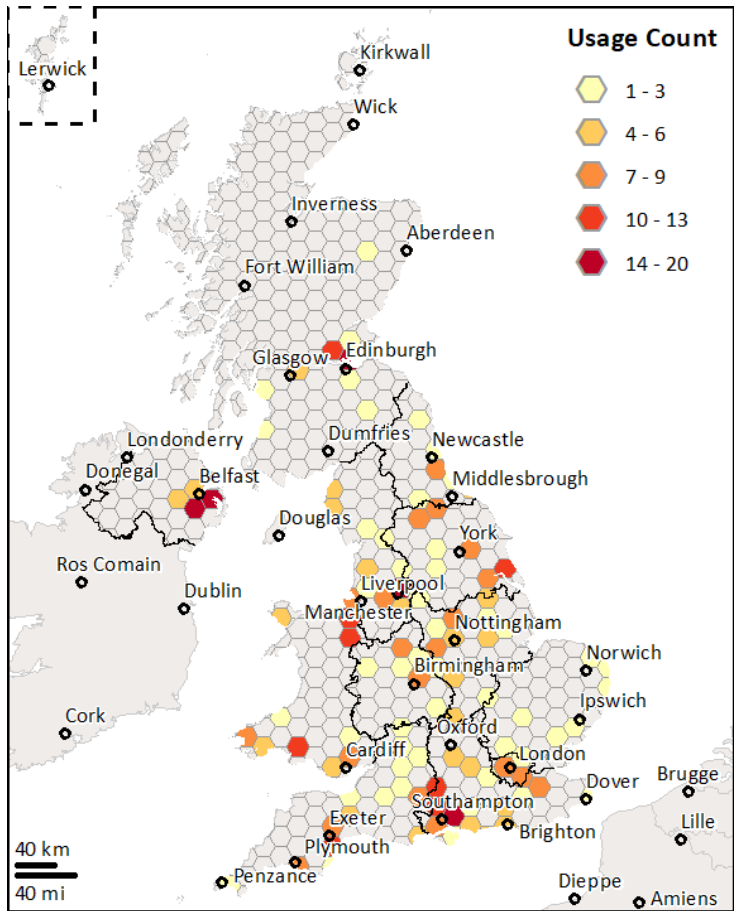 Usage Count
1 - 3
4 - 6
7 - 9
10 - 13
14 - 20
Lerwick
Kirkwall
Wick
Inverness
Aberdeen
Fort William
Glasgow
Edinburgh
Dumfries
Londonderry
Newcastle
Donegal
Belfast
Middlesbrough
Douglas
York
Ros Comain
Dublin
Liverpool
Manchester
Nottingham
Norwich
Birmingham
Ipswich
Cork
Oxford
Cardiff
London
Dover
Brugge
Southampton
Exeter
Brighton
Lille
Plymouth
40 km
40 mi
Penzance
Dieppe
Amiens